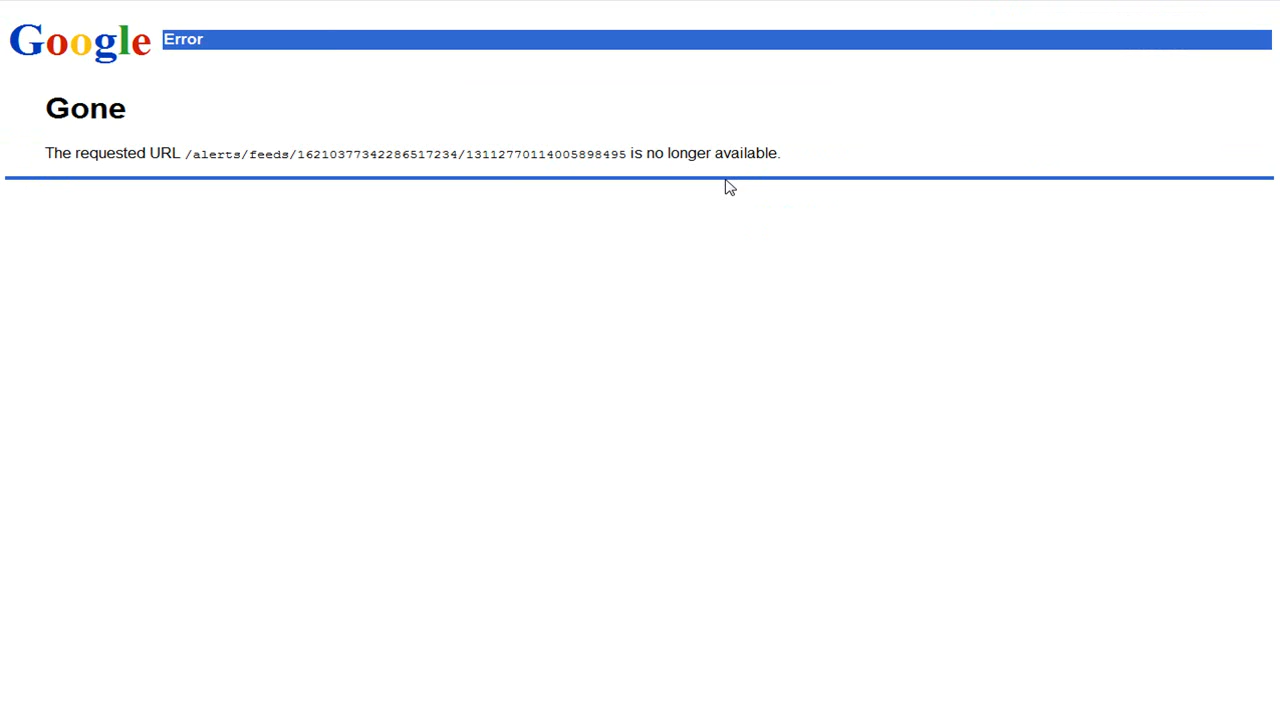 Google Error
Gone
The requested URL /alerts/feeds/16210377342286517234/13112770114005898495 is no longer available.